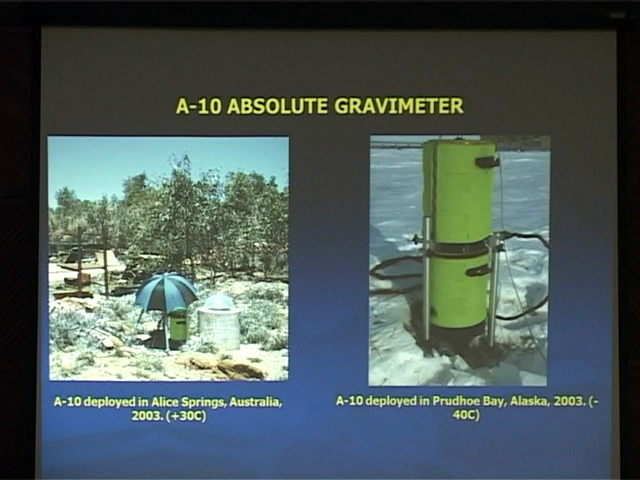 A-10 ABSOLUTE GRAVIMETER
A-10 deployed in Alice Springs, Australia,
2003. (+30C)
A-10 deployed in Prudhoe Bay, Alaska, 2003. (-
40C)